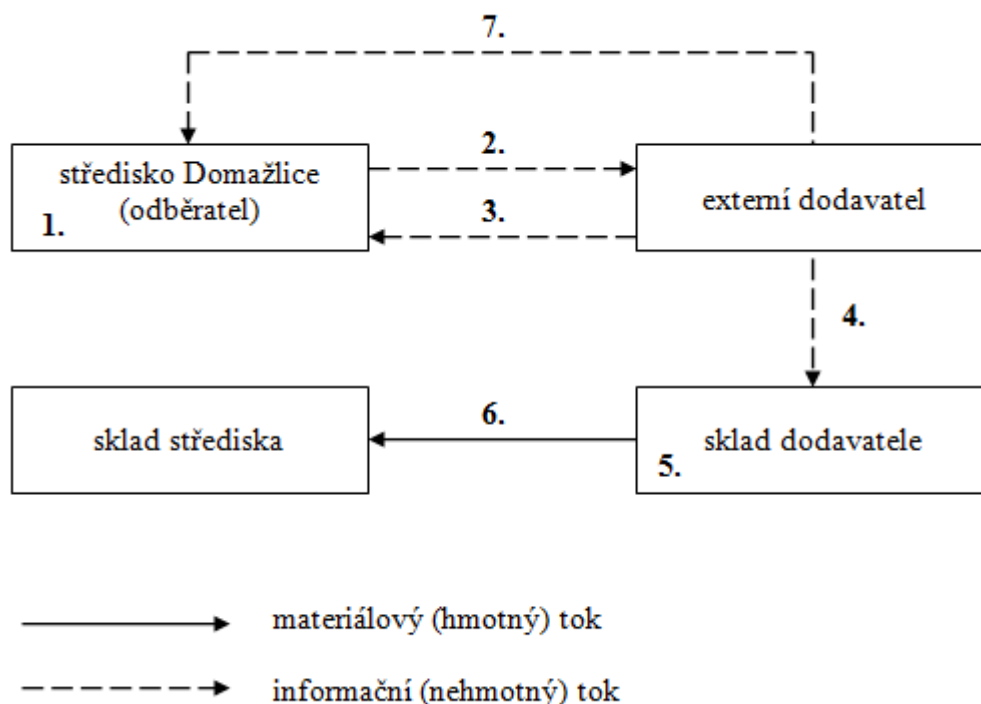 7.
středisko Domažlice
(odběratel)
1.
2.
3.
externí dodavatel
4.
sklad střediska
6.
sklad dodavatele
5.
materiálový (hmotný) tok
informační (nehmotný) tok